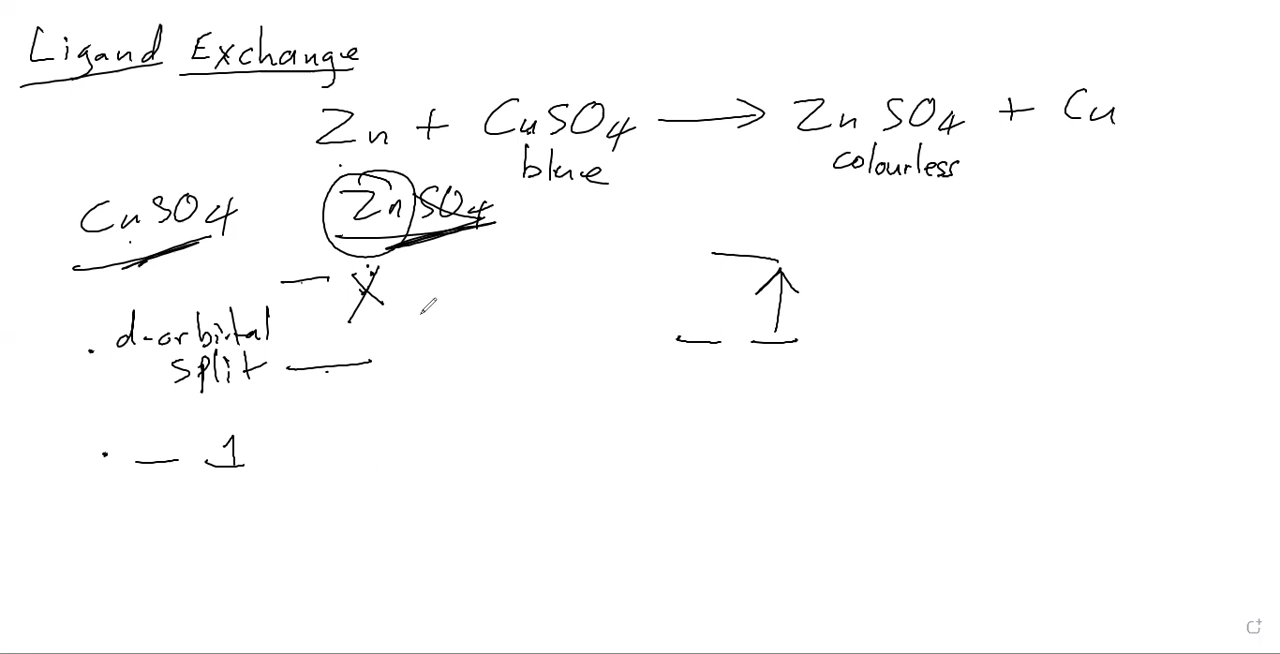 Ligand Exchange
Zn + CuSO4 → ZnSO4 + Cu
blue
colourless
CuSO4
ZnSO4
X
. d-orbital
split
. — 1